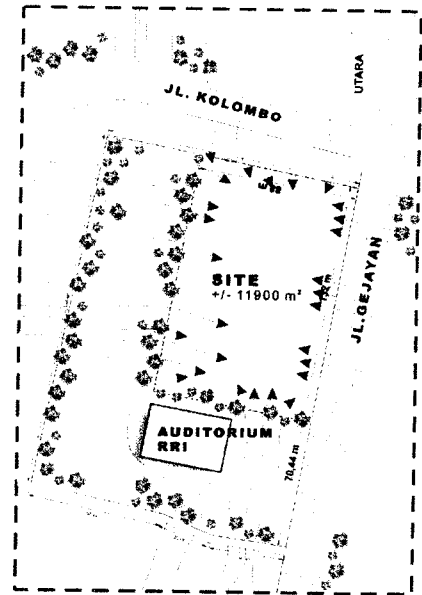 UTARA
JL. KOLOMBO
SITE
+/- 11900 m²
JL.GEJAYAN
AUDITORIUM
RRI
70,44 m